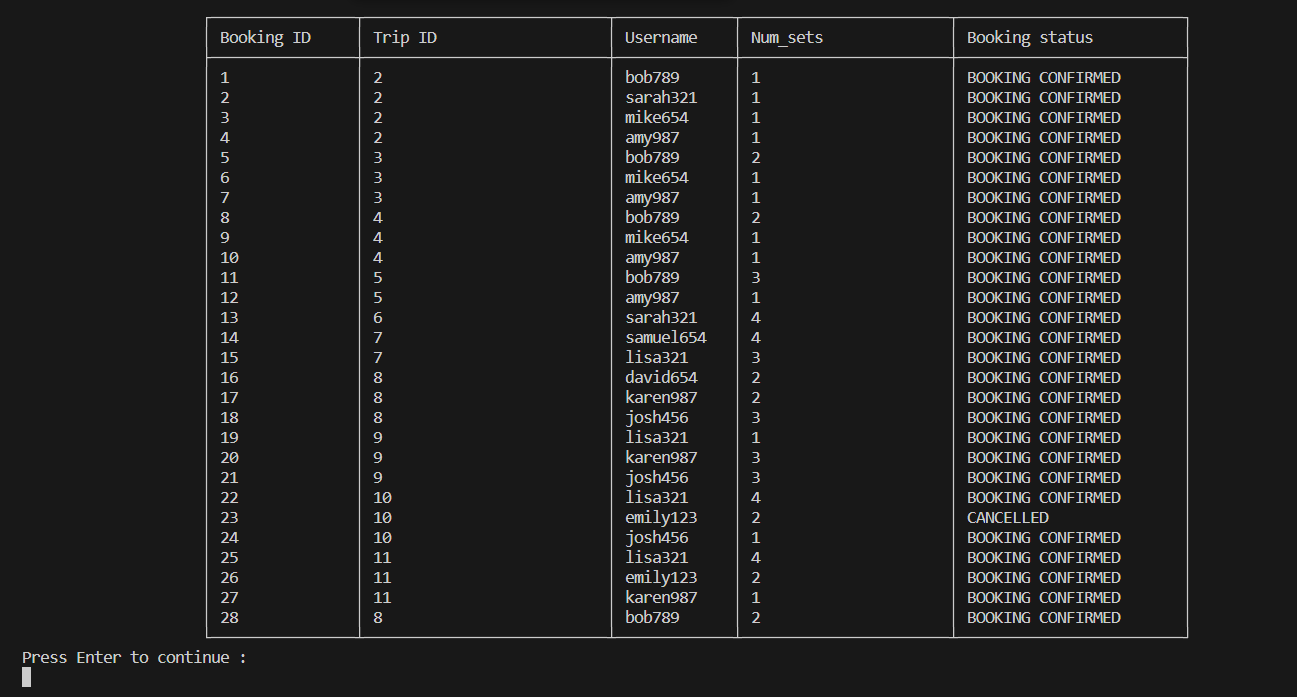 Booking ID Trip ID Username Num_sets Booking status
1 2 bob789 1 BOOKING CONFIRMED
2 2 sarah321 1 BOOKING CONFIRMED
3 2 mike654 1 BOOKING CONFIRMED
4 2 amy987 1 BOOKING CONFIRMED
5 3 bob789 2 BOOKING CONFIRMED
6 3 mike654 1 BOOKING CONFIRMED
7 3 amy987 1 BOOKING CONFIRMED
8 4 bob789 2 BOOKING CONFIRMED
9 4 mike654 1 BOOKING CONFIRMED
10 4 amy987 1 BOOKING CONFIRMED
11 5 bob789 3 BOOKING CONFIRMED
12 5 amy987 1 BOOKING CONFIRMED
13 6 sarah321 4 BOOKING CONFIRMED
14 7 samuel654 4 BOOKING CONFIRMED
15 7 lisa321 3 BOOKING CONFIRMED
16 8 david654 2 BOOKING CONFIRMED
17 8 karen987 2 BOOKING CONFIRMED
18 8 josh456 3 BOOKING CONFIRMED
19 9 lisa321 1 BOOKING CONFIRMED
20 9 karen987 3 BOOKING CONFIRMED
21 9 josh456 3 BOOKING CONFIRMED
22 10 lisa321 4 BOOKING CONFIRMED
23 10 emily123 2 CANCELLED
24 10 josh456 1 BOOKING CONFIRMED
25 11 lisa321 4 BOOKING CONFIRMED
26 11 emily123 2 BOOKING CONFIRMED
27 11 karen987 1 BOOKING CONFIRMED
28 8 bob789 2 BOOKING CONFIRMED
Press Enter to continue :